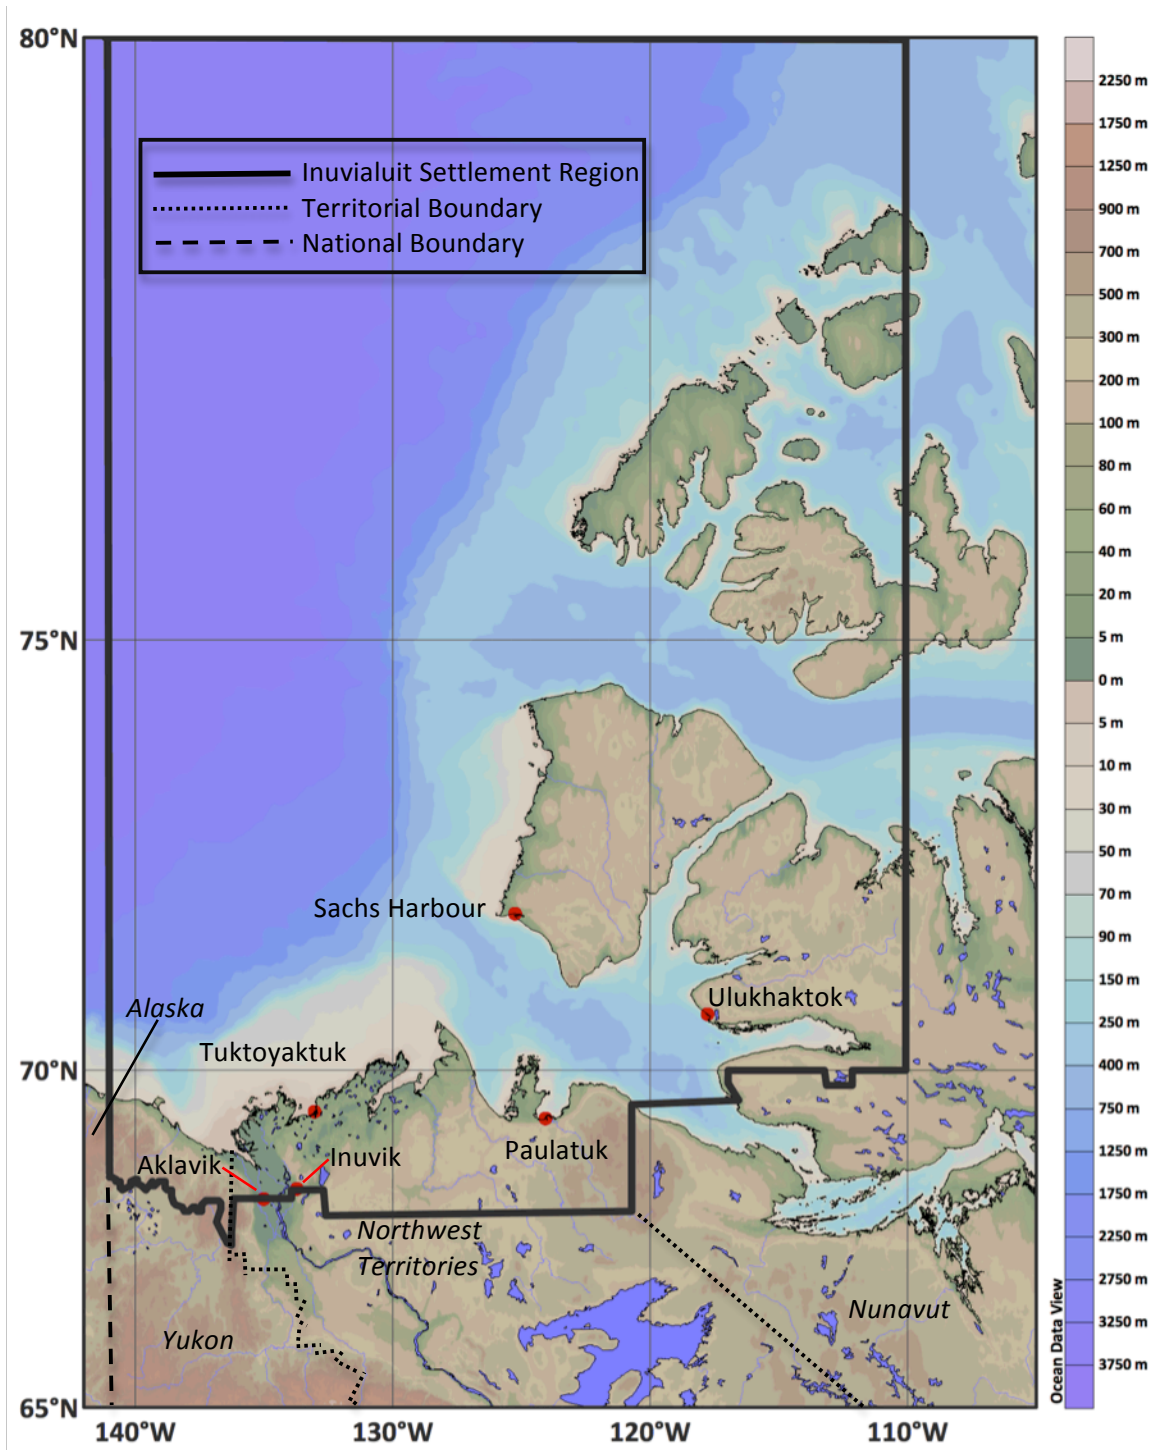 80°N
75°N
70°N
65°N
140°W
130°W
120°W
110°W
Inuvialuit Settlement Region
Territorial Boundary
National Boundary
Sachs Harbour
Ulukhaktok
Alaska
Tuktoyaktuk
Paulatuk
Aklavik
Inuvik
Northwest
Territories
Yukon
Nunavut
2250 m
1750 m
1250 m
900 m
700 m
500 m
300 m
200 m
100 m
80 m
60 m
40 m
20 m
5 m
0 m
5 m
10 m
30 m
50 m
70 m
90 m
150 m
250 m
400 m
750 m
1250 m
1750 m
2250 m
2750 m
3250 m
3750 m
Ocean Data View